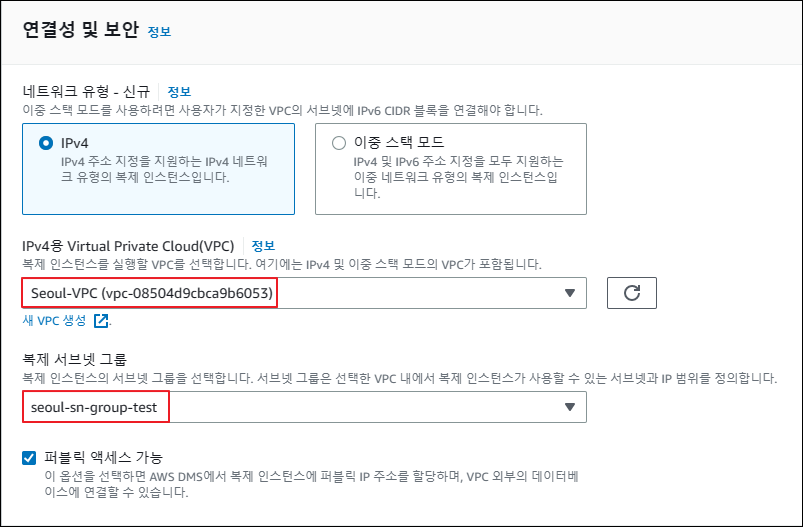 연결성 및 보안 정보
네트워크 유형 - 신규 정보
이중 스택 모드를 사용하려면 사용자가 지정한 VPC의 서브넷에 IPv6 CIDR 블록을 연결해야 합니다.
IPv4
IPv4 주소 지정을 지원하는 IPv4 네트워
크 유형의 복제 인스턴스입니다.
이중 스택 모드
IPv4 및 IPv6 주소 지정을 모두 지원하는
이중 네트워크 유형의 복제 인스턴스입
니다.
IPv4용 Virtual Private Cloud(VPC) 정보
복제 인스턴스를 실행할 VPC를 선택합니다. 여기에는 IPv4 및 이중 스택 모드의 VPC가 포함됩니다.
Seoul-VPC (vpc-08504d9cbca9b6053)
새 VPC 생성 .
복제 서브넷 그룹
복제 인스턴스의 서브넷 그룹을 선택합니다. 서브넷 그룹은 선택한 VPC 내에서 복제 인스턴스가 사용할 수 있는 서브넷과 IP 범위를 정의합니다.
seoul-sn-group-test
퍼블릭 액세스 가능
이 옵션을 선택하면 AWS DMS에서 복제 인스턴스에 퍼블릭 IP 주소를 할당하며, VPC 외부의 데이터베
이스에 연결할 수 있습니다.